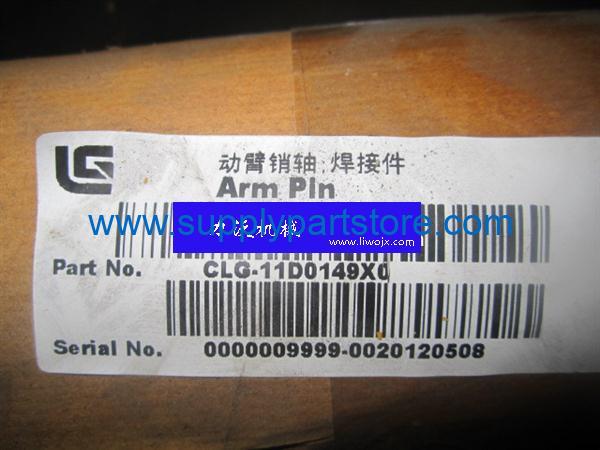 动臂销轴,焊接件
Arm Pin
www.supplypartstore.com
www.liwojx.com
Part No. CLG-11D0149X0
Serial No. 0000009999-0020120508